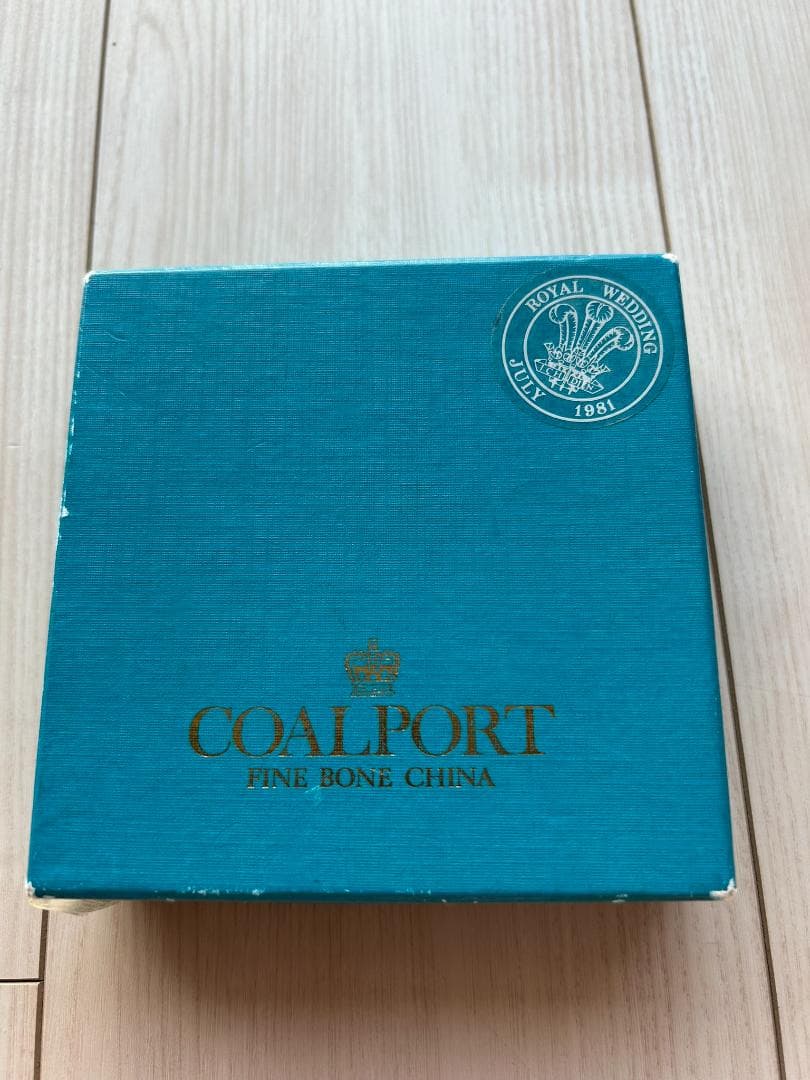 ROYAL WEDDING
JULY 1981
COALPORT
FINE BONE CHINA